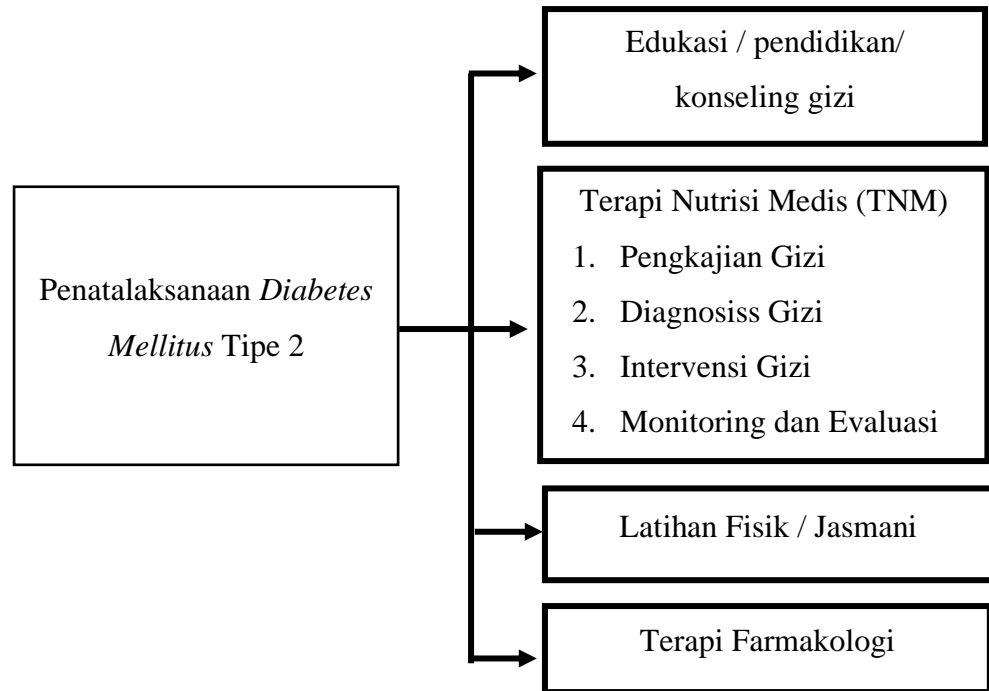 Penatalaksanaan Diabetes
Mellitus Tipe 2
Edukasi / pendidikan/
konseling gizi
Terapi Nutrisi Medis (TNM)
1. Pengkajian Gizi
2. Diagnosiss Gizi
3. Intervensi Gizi
4. Monitoring dan Evaluasi
Latihan Fisik / Jasmani
Terapi Farmakologi